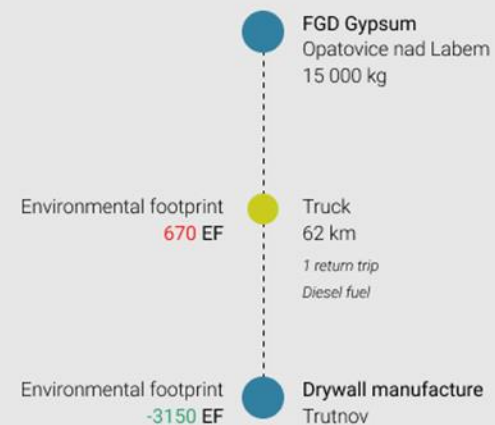 FGD Gypsum
Opatovice nad Labem
15 000 kg
Environmental footprint
670 EF
Truck
62 km
1 return trip
Diesel fuel
Environmental footprint
-3150 EF
Drywall manufacture
Trutnov